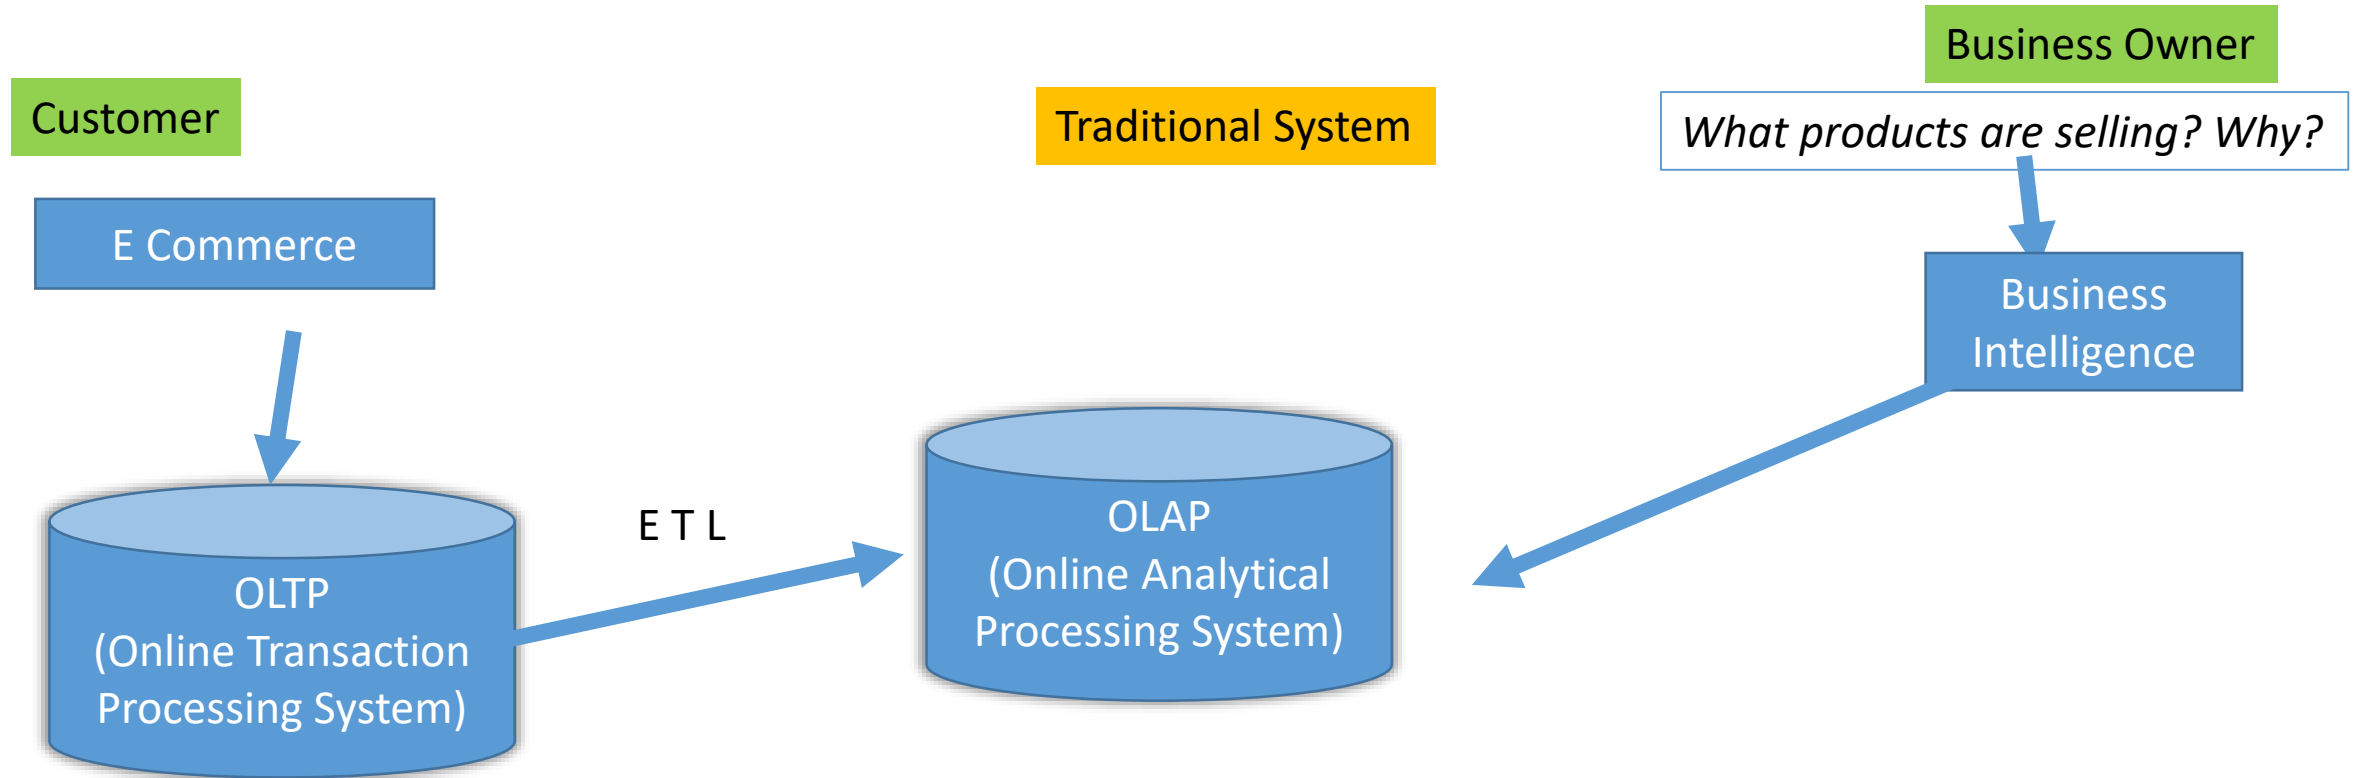 Business Owner
Customer
Traditional System
What products are selling? Why?
E Commerce
Business
Intelligence
E T L
OLAP
(Online Analytical
Processing System)
OLTP
(Online Transaction
Processing System)